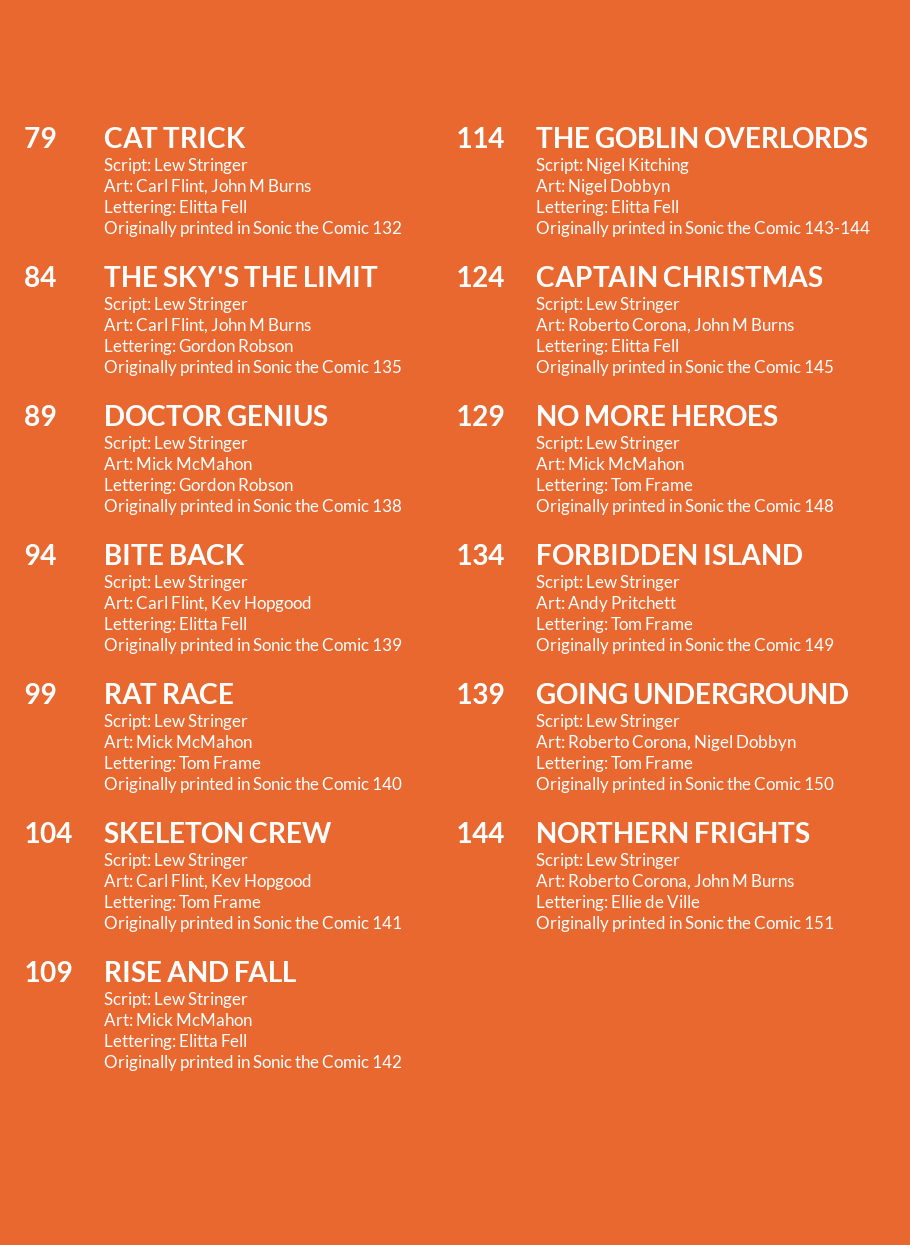 79
CAT TRICK
Script: Lew Stringer
Art: Carl Flint, John M Burns
Lettering: Elitta Fell
Originally printed in Sonic the Comic 132
84
THE SKY'S THE LIMIT
Script: Lew Stringer
Art: Carl Flint, John M Burns
Lettering: Gordon Robson
Originally printed in Sonic the Comic 135
89
DOCTOR GENIUS
Script: Lew Stringer
Art: Mick McMahon
Lettering: Gordon Robson
Originally printed in Sonic the Comic 138
94
BITE BACK
Script: Lew Stringer
Art: Carl Flint, Kev Hopgood
Lettering: Elitta Fell
Originally printed in Sonic the Comic 139
99
RAT RACE
Script: Lew Stringer
Art: Mick McMahon
Lettering: Tom Frame
Originally printed in Sonic the Comic 140
104
SKELETON CREW
Script: Lew Stringer
Art: Carl Flint, Kev Hopgood
Lettering: Tom Frame
Originally printed in Sonic the Comic 141
109
RISE AND FALL
Script: Lew Stringer
Art: Mick McMahon
Lettering: Elitta Fell
Originally printed in Sonic the Comic 142
114
THE GOBLIN OVERLORDS
Script: Nigel Kitching
Art: Nigel Dobbyn
Lettering: Elitta Fell
Originally printed in Sonic the Comic 143-144
124
CAPTAIN CHRISTMAS
Script: Lew Stringer
Art: Roberto Corona, John M Burns
Lettering: Elitta Fell
Originally printed in Sonic the Comic 145
129
NO MORE HEROES
Script: Lew Stringer
Art: Mick McMahon
Lettering: Tom Frame
Originally printed in Sonic the Comic 148
134
FORBIDDEN ISLAND
Script: Lew Stringer
Art: Andy Pritchett
Lettering: Tom Frame
Originally printed in Sonic the Comic 149
139
GOING UNDERGROUND
Script: Lew Stringer
Art: Roberto Corona, Nigel Dobbyn
Lettering: Tom Frame
Originally printed in Sonic the Comic 150
144
NORTHERN FRIGHTS
Script: Lew Stringer
Art: Roberto Corona, John M Burns
Lettering: Ellie de Ville
Originally printed in Sonic the Comic 151